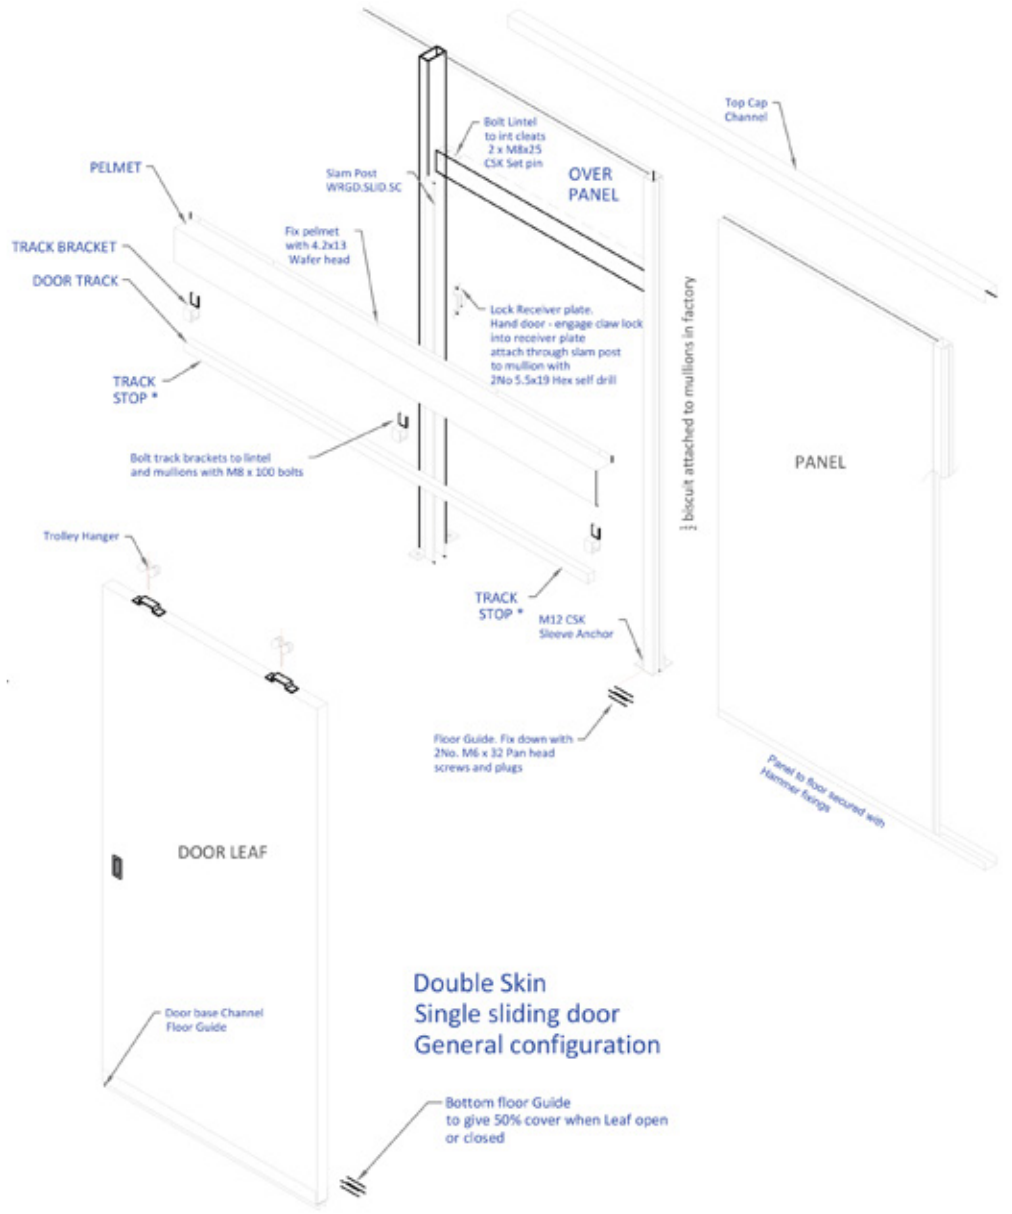 Top Cap
Channel
Bolt Lintel
to int cleats
2 x M8x25
CSK Set pin
OVER
PANEL
Slam Post
WRGD.SLID.SC
PELMET
Fix pelmet
with 4.2x13
Wafer head
TRACK BRACKET
DOOR TRACK
Lock Receiver plate.
Hand door - engage claw lock
into receiver plate
attach through slam post
to mullion with
2No 5.5x19 Hex self drill
TRACK
STOP *
Bolt track brackets to lintel
and mullions with M8 x 100 bolts
biscuit attached to mullions in factory
PANEL
Trolley Hanger
TRACK
STOP *
M12 CSK
Sleeve Anchor
Floor Guide. Fix down with
2No. M6 x 32 Pan head
screws and plugs
Panel to floor secured with
Hammer fixings
DOOR LEAF
Double Skin
Single sliding door
General configuration
Door base Channel
Floor Guide
Bottom floor Guide
to give 50% cover when Leaf open
or closed